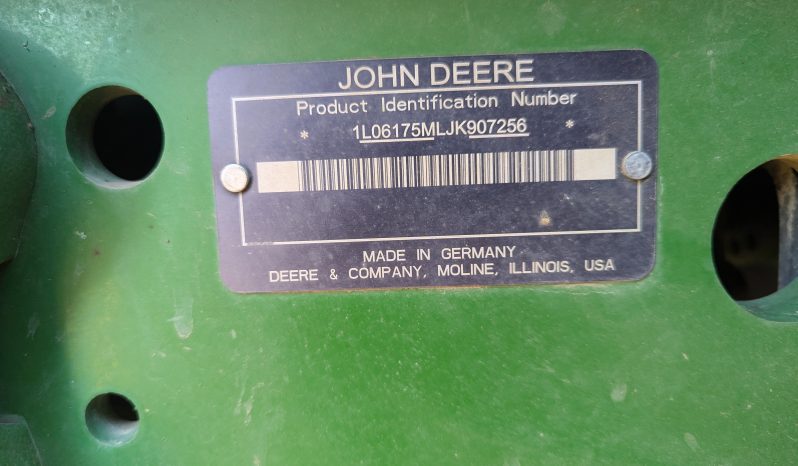 JOHN DEERE
Product Identification Number
* 1L06175MLJK907256 *
MADE IN GERMANY
DEERE & COMPANY, MOLINE, ILLINOIS, USA